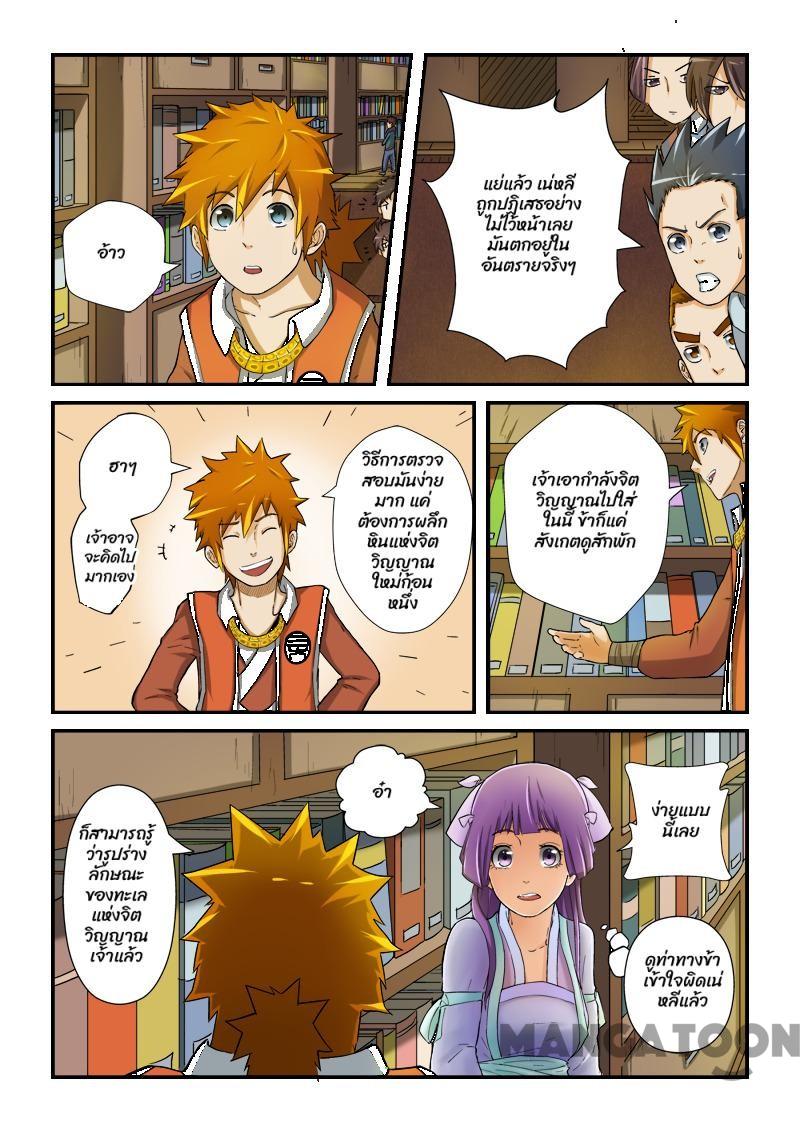 อ้าว
แย่แล้ว เน่หลี
ถูกปฏิเสธอย่าง
ไม่ไว้หน้าเลย
มันตกอยู่ใน
อันตรายจริงๆ
ฮาๆ
เจ้าอาจ
จะคิดไป
มากเอง
วิธีการตรวจ
สอบมันง่าย
มาก แค่
ต้องการผลึก
หินแห่งจิต
วิญญาณ
ใหม่ก้อน
หนึ่ง
เจ้าเอากำลังจิต
วิญญาณไปใส่
ในนี้ ข้าก็แค่
สังเกตดูสักพัก
ก็สามารถรู้
ว่ารูปร่าง
ลักษณะ
ของทะเล
แห่งจิต
วิญญาณ
เจ้าแล้ว
อ๋า
ง่ายแบบ
นี้เลย
ดูท่าทางข้า
เข้าใจผิดเน่
หลีแล้ว
MANGATOON